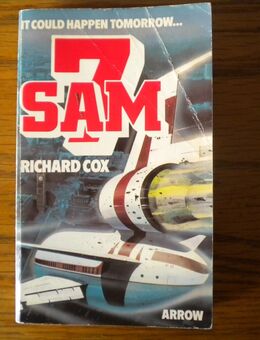 IT COULD HAPPEN TOMORROW...
SAM
7
RICHARD COX
ARROW